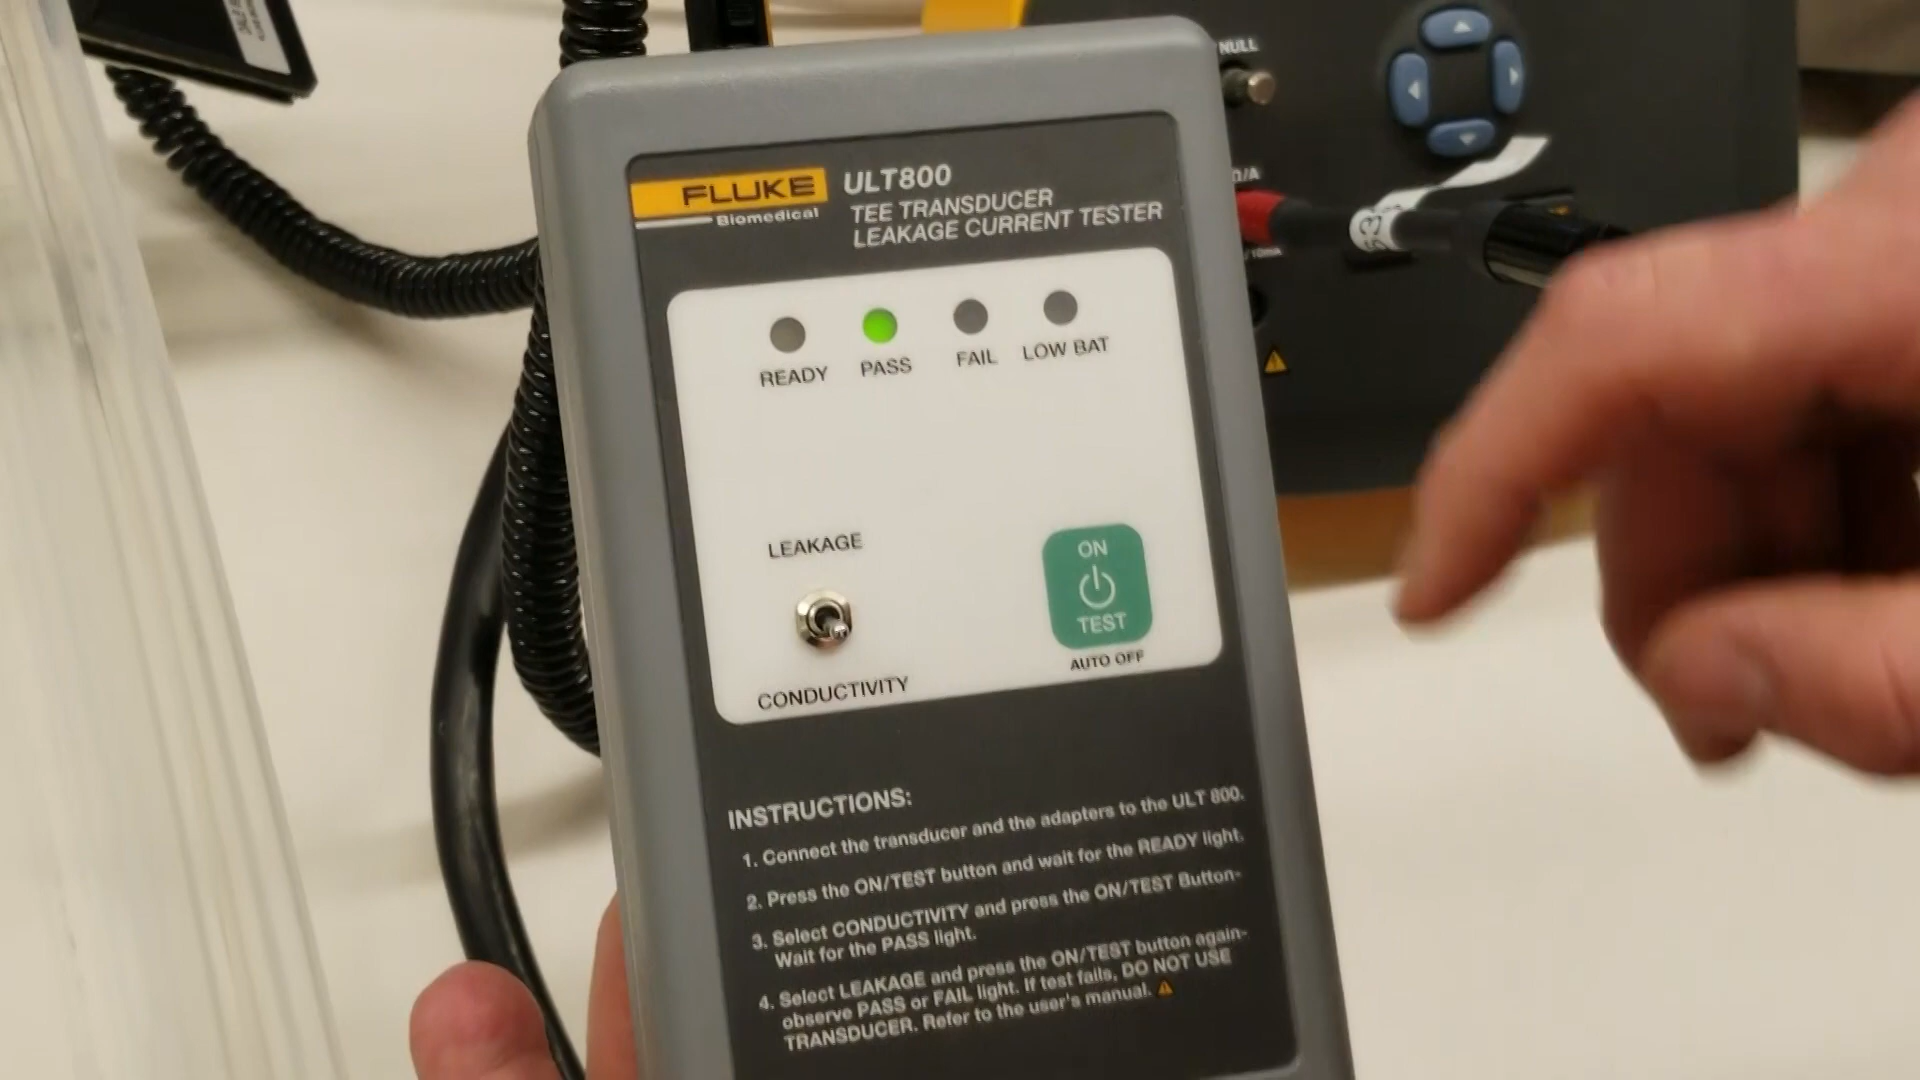 NULL
FLUKE
Biomedical
ULT800
TEE TRANSDUCER
LEAKAGE CURRENT TESTER
Ω/A
READY
PASS
FAIL
LOW BAT
LEAKAGE
CONDUCTIVITY
ON
TEST
AUTO OFF
INSTRUCTIONS:
1. Connect the transducer and the adapters to the ULT 800.
2. Press the ON/TEST button and wait for the READY light.
3. Select CONDUCTIVITY and press the ON/TEST Button-
Wait for the PASS light.
4. Select LEAKAGE and press the ON/TEST button again-
observe PASS or FAIL light. If test fails, DO NOT USE
TRANSDUCER. Refer to the user's manual.